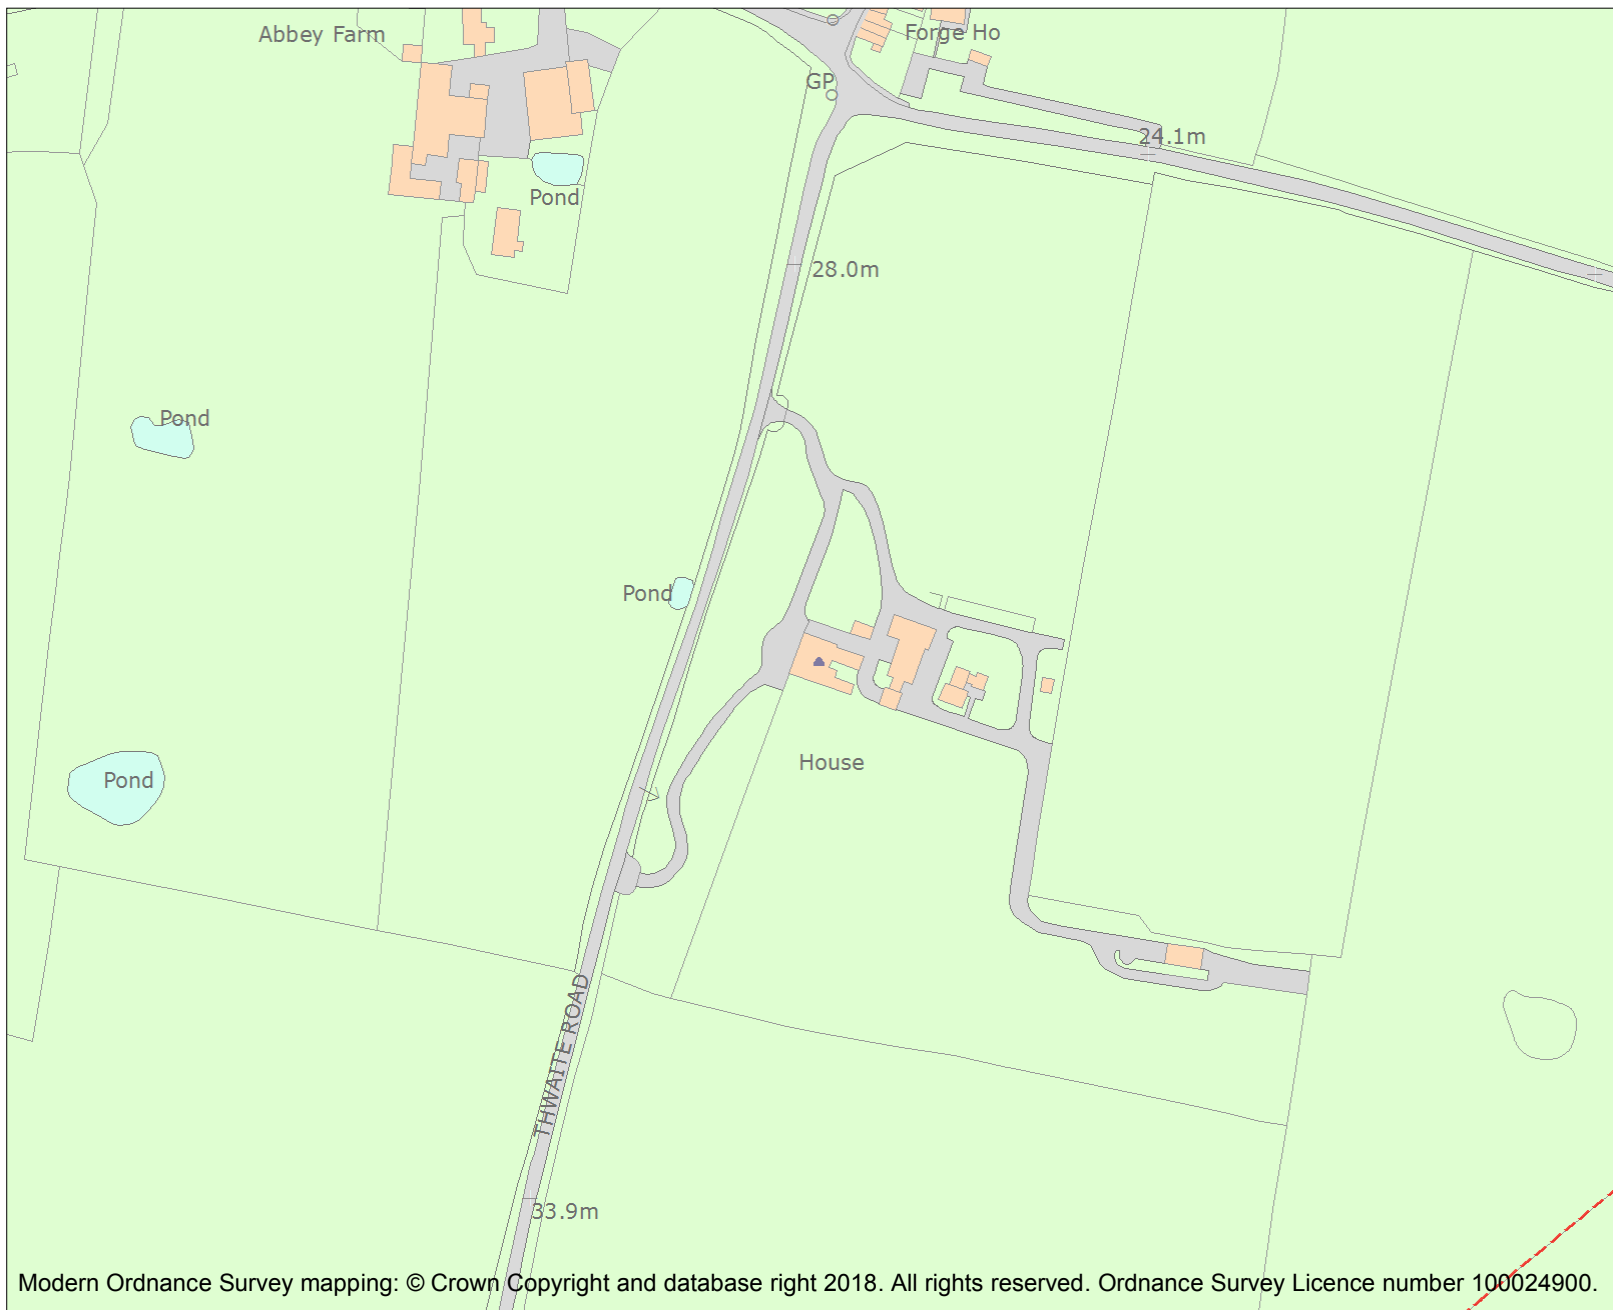 Abbey Farm
Forge Ho
GP
24.1m
Pond
28.0m
Pond
Pond
House
Pond
THWAITE ROAD
33.9m
Modern Ordnance Survey mapping: © Crown Copyright and database right 2018. All rights reserved. Ordnance Survey Licence number 100024900.